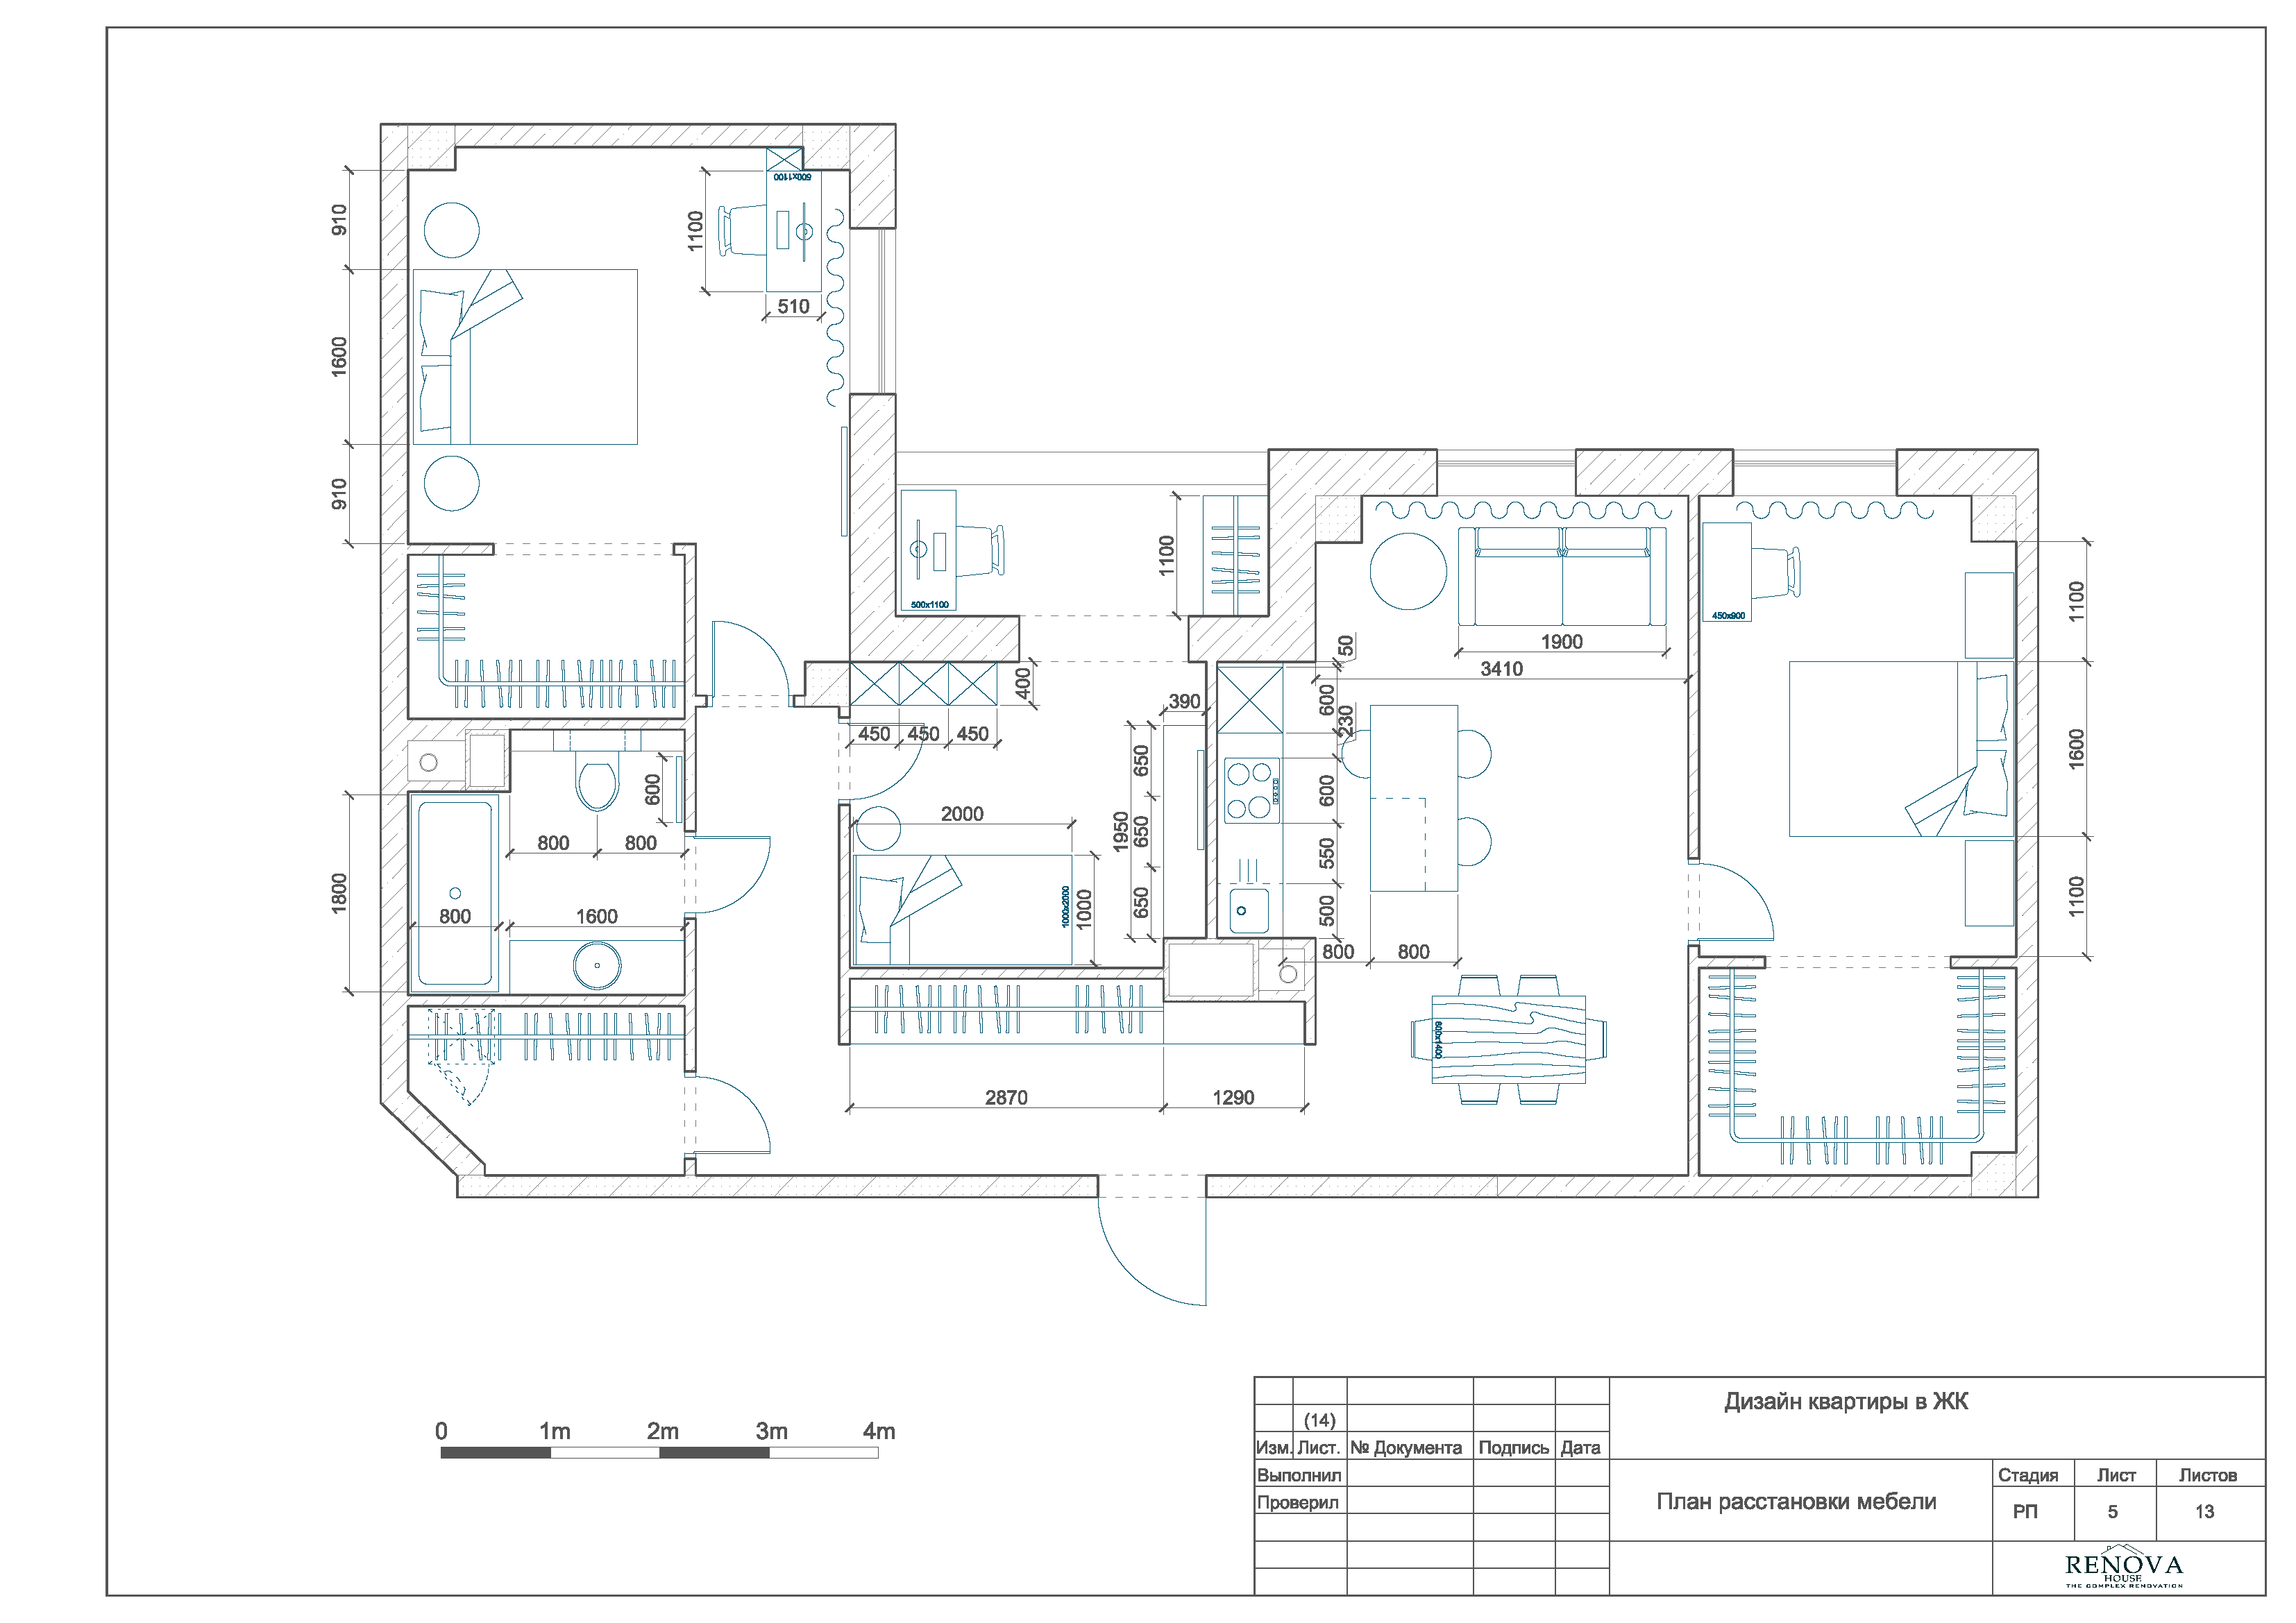 910
1600
910
1100
500x1100
510
500x1100
1100
1900
3410
450x900
1100
1600
1100
50
600
230
600
550
500
800
800
400
390
450
450
450
650
650
650
1950
2000
1000
1000x2000
600
800
800
1800
800
1600
2870
1290
800x1400
0 1m 2m 3m 4m
Дизайн квартиры в ЖК
(14)
Изм. Лист. № Документа Подпись Дата
Выполнил
Проверил
План расстановки мебели
Стадия Лист Листов
РП 5 13
RENOVA
HOUSE
THE COMPLEX RENOVATION